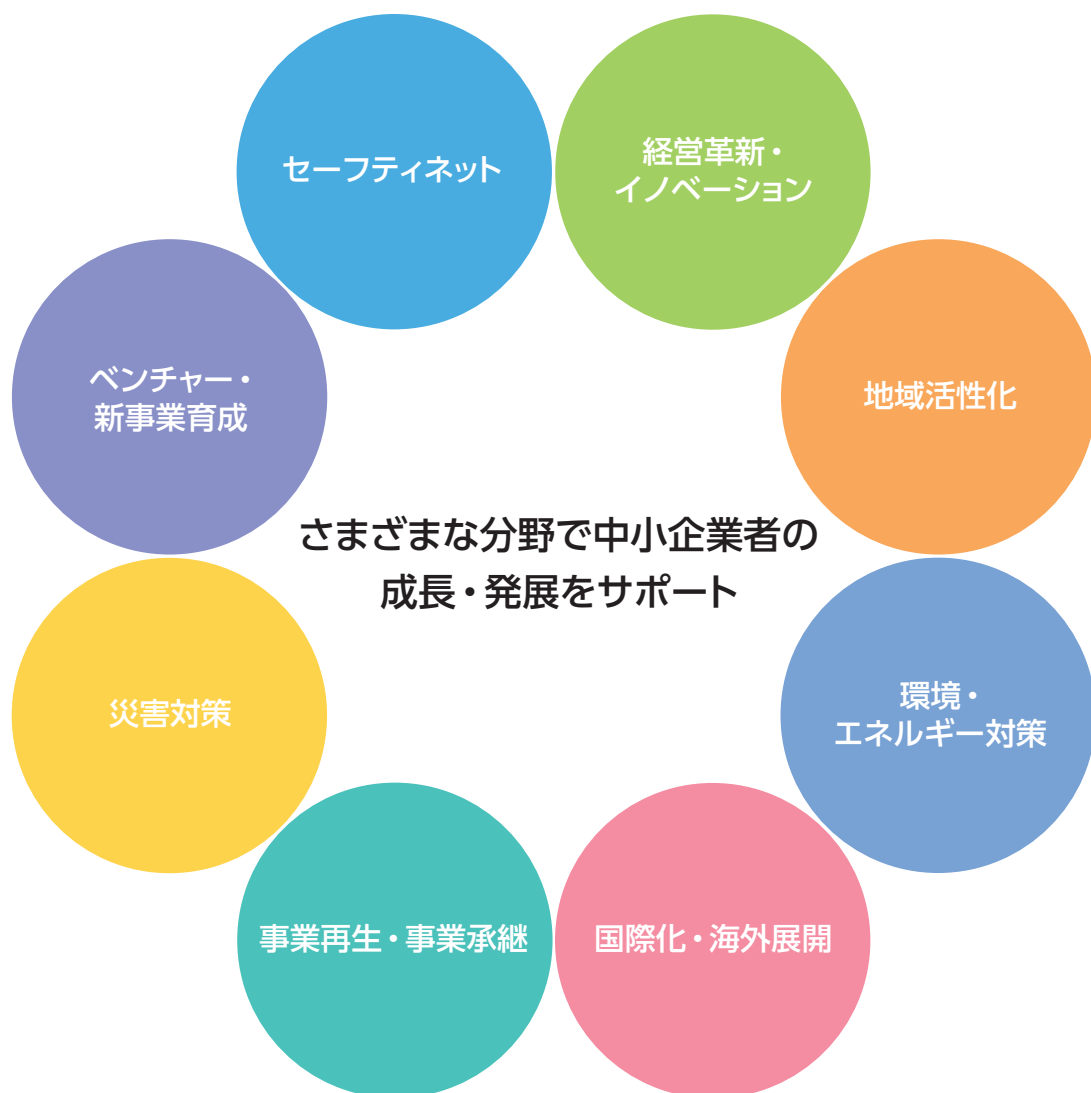 セーフティネット
経営革新・
イノベーション
ベンチャー・
新事業育成
地域活性化
さまざまな分野で中小企業者の
成長・発展をサポート
災害対策
環境・
エネルギー対策
事業再生・事業承継
国際化・海外展開